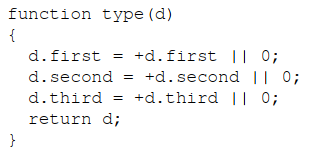 function type(d)
{
  d.first = +d.first || 0;
  d.second = +d.second || 0;
  d.third = +d.third || 0;
  return d;
}